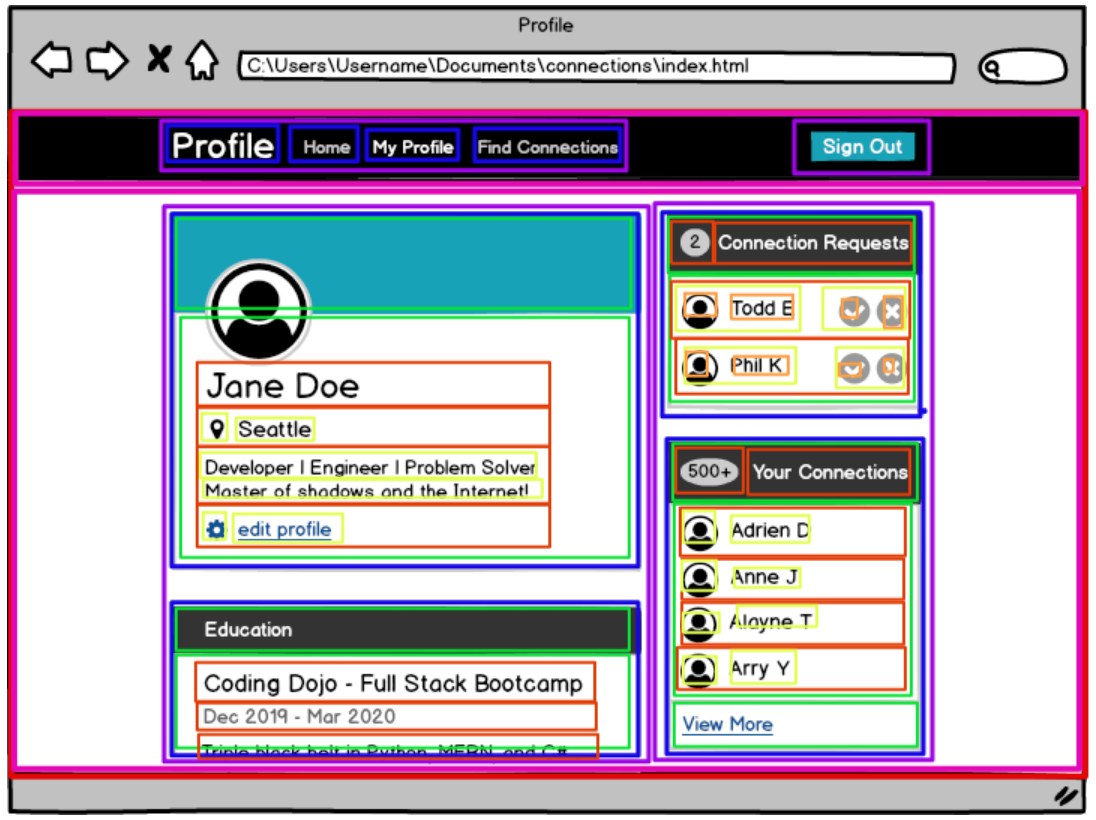 Profile
C:\Users\Username\Documents\connections\index.html
Profile Home My Profile Find Connections Sign Out
2 Connection Requests
Todd E
Phil K
Jane Doe
Seattle
Developer | Engineer | Problem Solver
Master of shadows and the Internet!
edit profile
500+ Your Connections
Adrien D
Anne J
Alayne T
Arry Y
View More
Education
Coding Dojo - Full Stack Bootcamp
Dec 2019 - Mar 2020
Triple black belt in Python, MERN, and C#